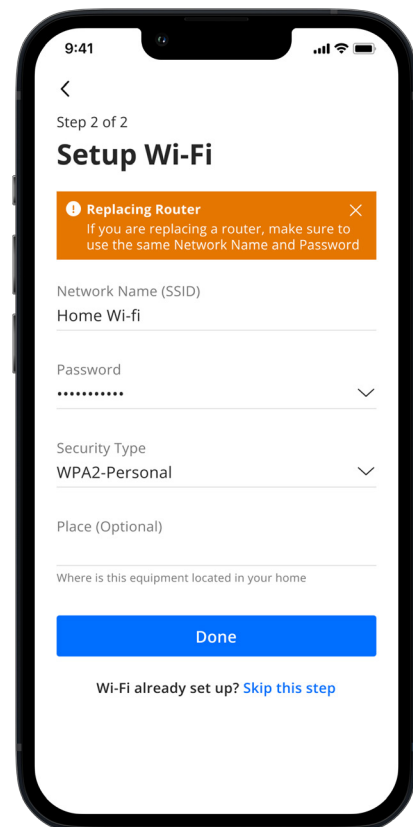 9:41
Step 2 of 2
Setup Wi-Fi
Replacing Router
If you are replacing a router, make sure to
use the same Network Name and Password
Network Name (SSID)
Home Wi-fi
Password
•••••••••••
Security Type
WPA2-Personal
Place (Optional)
Where is this equipment located in your home
Done
Wi-Fi already set up? Skip this step